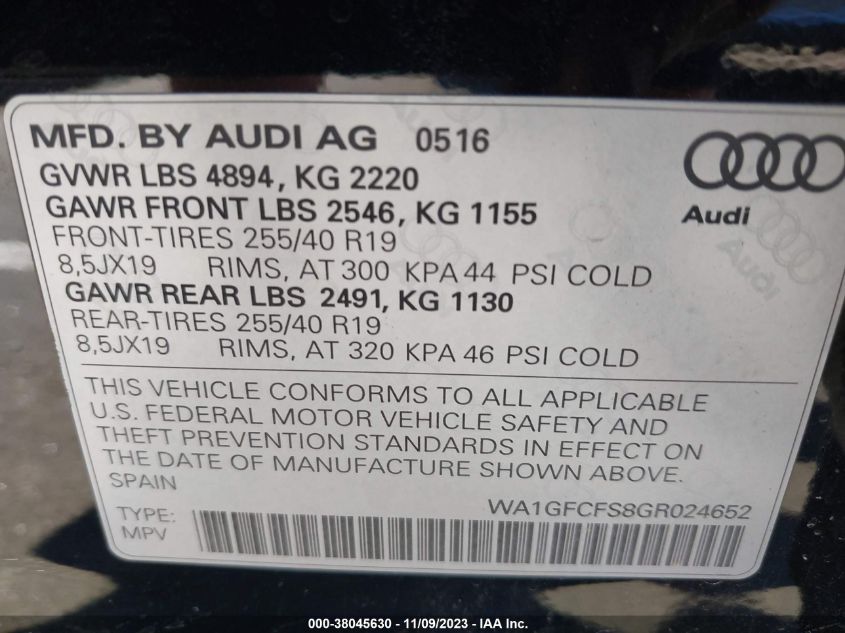 MFD. BY AUDI AG 0516
GVWR LBS 4894, KG 2220
GAWR FRONT LBS 2546, KG 1155
FRONT-TIRES 255/40 R19
8,5JX19 RIMS, AT 300 KPA 44 PSI COLD
GAWR REAR LBS 2491, KG 1130
REAR-TIRES 255/40 R19
8,5JX19 RIMS, AT 320 KPA 46 PSI COLD
Audi
Audi
THIS VEHICLE CONFORMS TO ALL APPLICABLE
U.S. FEDERAL MOTOR VEHICLE SAFETY AND
THEFT PREVENTION STANDARDS IN EFFECT ON
THE DATE OF MANUFACTURE SHOWN ABOVE.
SPAIN
WA1GFCFS8GR024652
TYPE:
MPV
000-38045630 - 11/09/2023 - IAA Inc.